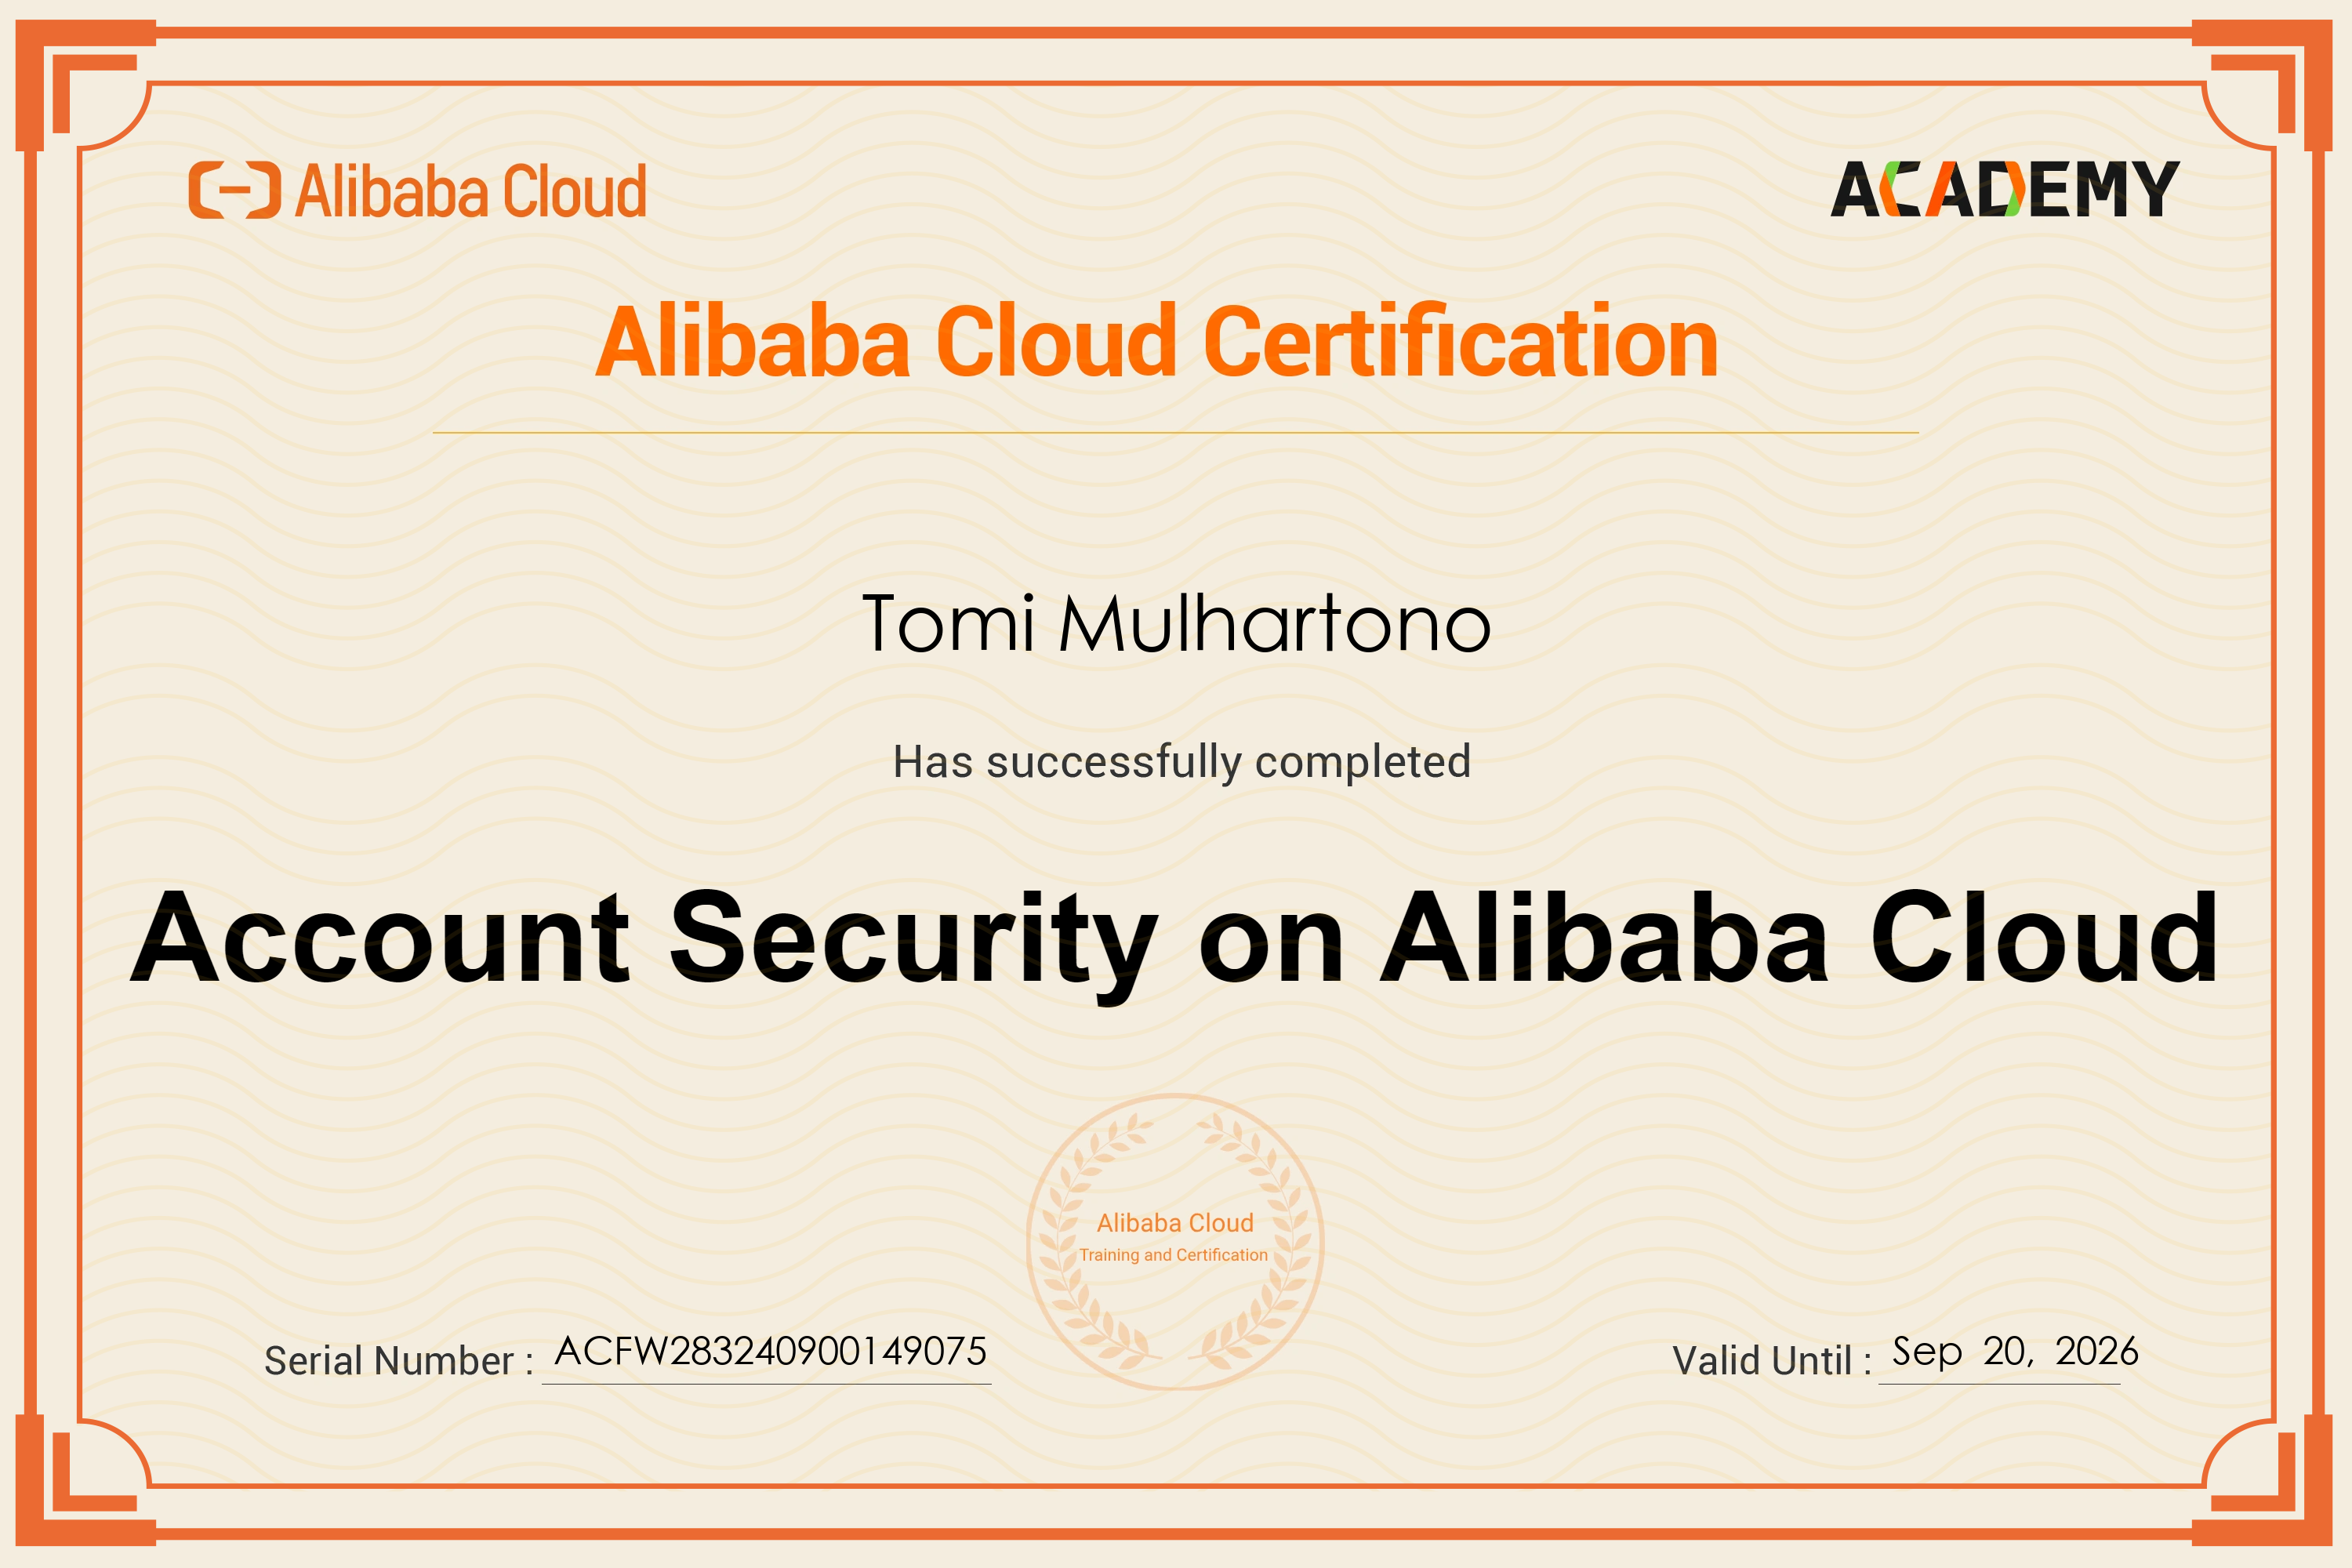 Alibaba Cloud
ACADEMY
Alibaba Cloud Certification
Tomi Mulhartono
Has successfully completed
Account Security on Alibaba Cloud
Alibaba Cloud
Training and Certification
Serial Number : ACFW283240900149075
Valid Until : Sep 20, 2026